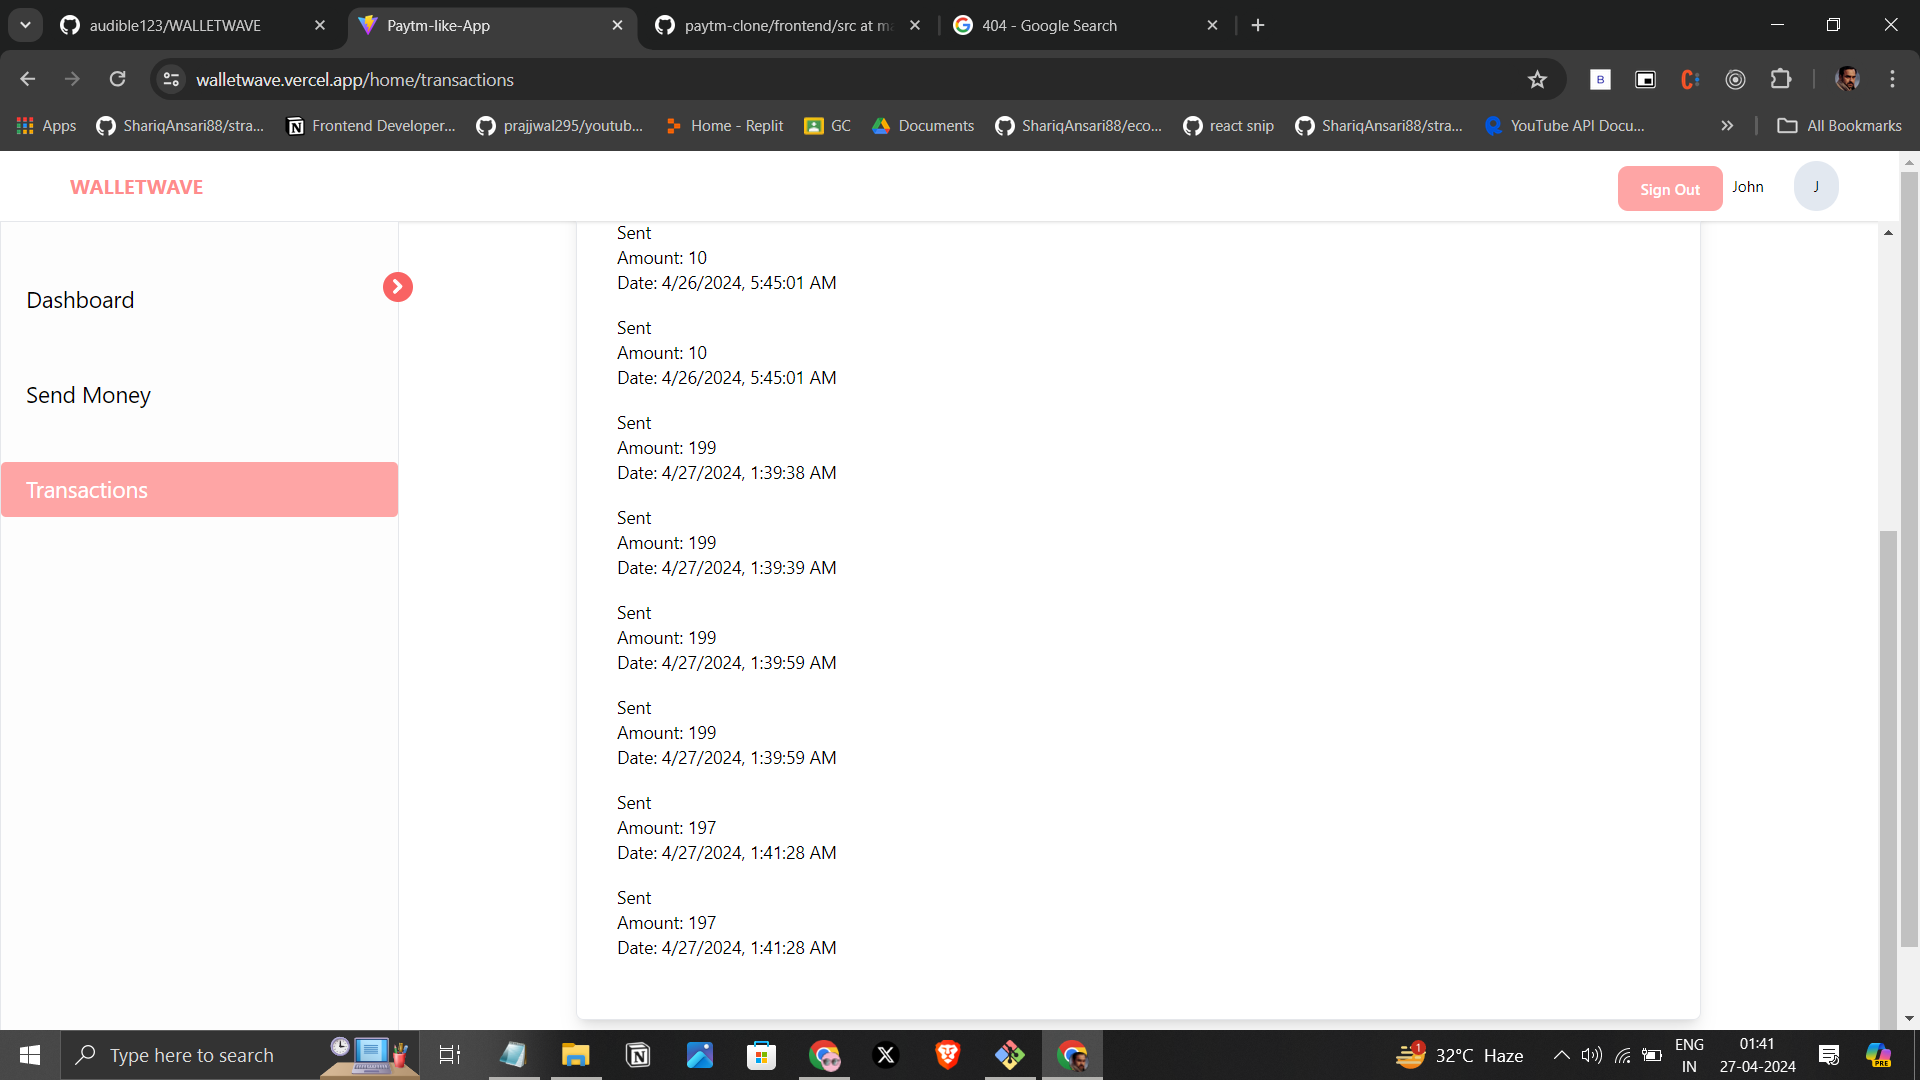 audible123/WALLETWAVE
Paytm-like-App
paytm-clone/frontend/src at ma
404 - Google Search
walletwave.vercel.app/home/transactions
B
Apps
ShariqAnsari88/stra...
Frontend Developer...
prajjwal295/youtub...
Home - Replit
GC
Documents
ShariqAnsari88/eco...
react snip
ShariqAnsari88/stra...
YouTube API Docu...
All Bookmarks
WALLETWAVE
Sign Out
John
J
Dashboard
Send Money
Transactions
Sent
Amount: 10
Date: 4/26/2024, 5:45:01 AM
Sent
Amount: 10
Date: 4/26/2024, 5:45:01 AM
Sent
Amount: 199
Date: 4/27/2024, 1:39:38 AM
Sent
Amount: 199
Date: 4/27/2024, 1:39:39 AM
Sent
Amount: 199
Date: 4/27/2024, 1:39:59 AM
Sent
Amount: 199
Date: 4/27/2024, 1:39:59 AM
Sent
Amount: 197
Date: 4/27/2024, 1:41:28 AM
Sent
Amount: 197
Date: 4/27/2024, 1:41:28 AM
Type here to search
1
32°C Haze
ENG
IN
01:41
27-04-2024
PRE